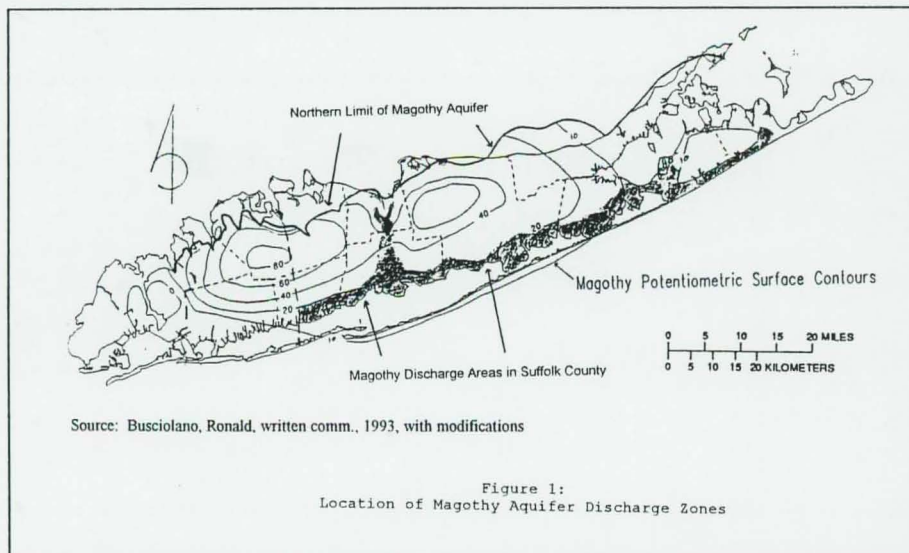 Northern Limit of Magothy Aquifer
10
40
20
10
80
60
40
20
0
10
Magothy Potentiometric Surface Contours
Magothy Discharge Areas in Suffolk County
0 5 10 15 20 MILES
0 5 10 15 20 KILOMETERS
Source: Busciolano, Ronald, written comm., 1993, with modifications
Figure 1:
Location of Magothy Aquifer Discharge Zones